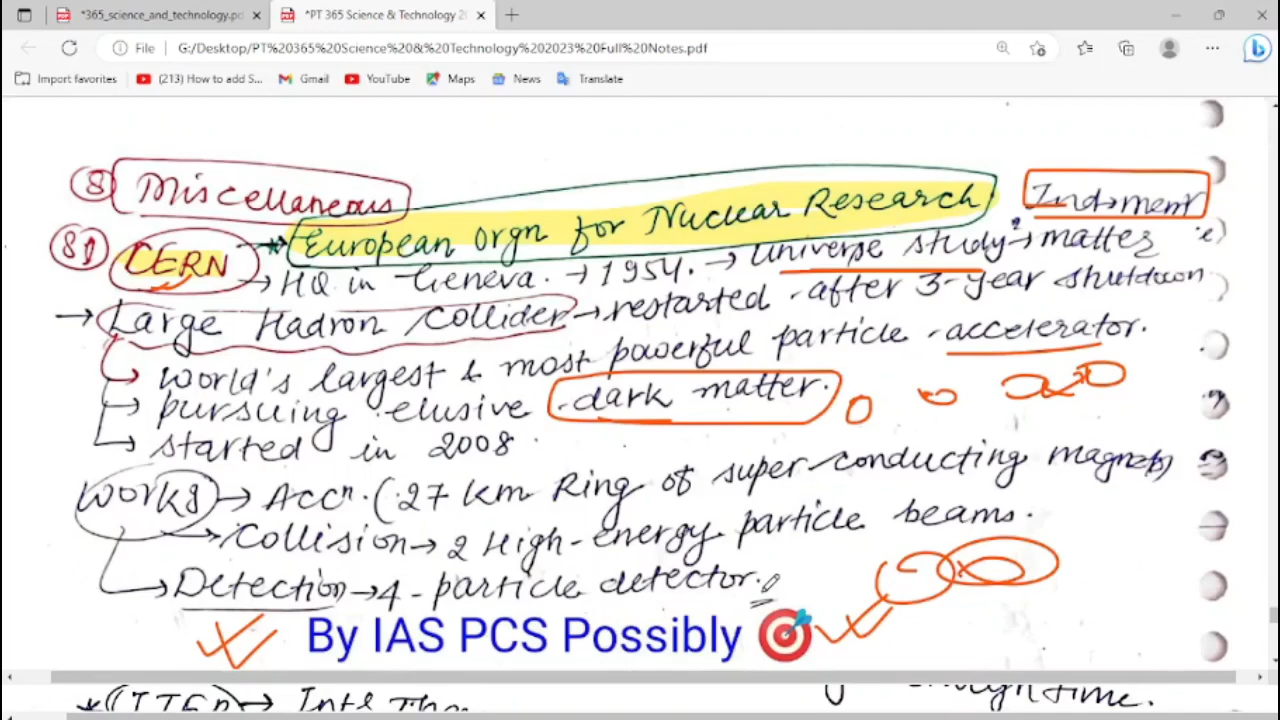 *365_science_and_technology.pd
*PT 365 Science & Technology 20
File G:/Desktop/PT%20365%20Science%20&%20Technology%202023%20Full%20Notes.pdf
Import favorites (213) How to add S... Gmail YouTube Maps News Translate
8 Miscellaneous
81 CERN → European Orgn for Nuclear Research
→ HQ in Geneva. → 1954. → Universe study → matter
→ Large Hadron Collider → restarted after 3-year shutdown
→ World's largest & most powerful particle accelerator.
→ pursuing elusive dark matter.
→ started in 2008
Works → Accn. (27 km Ring of super-conducting magnets)
→ Collision → 2 High-energy particle beams.
→ Detection → 4 - particle detector.
By IAS PCS Possibly